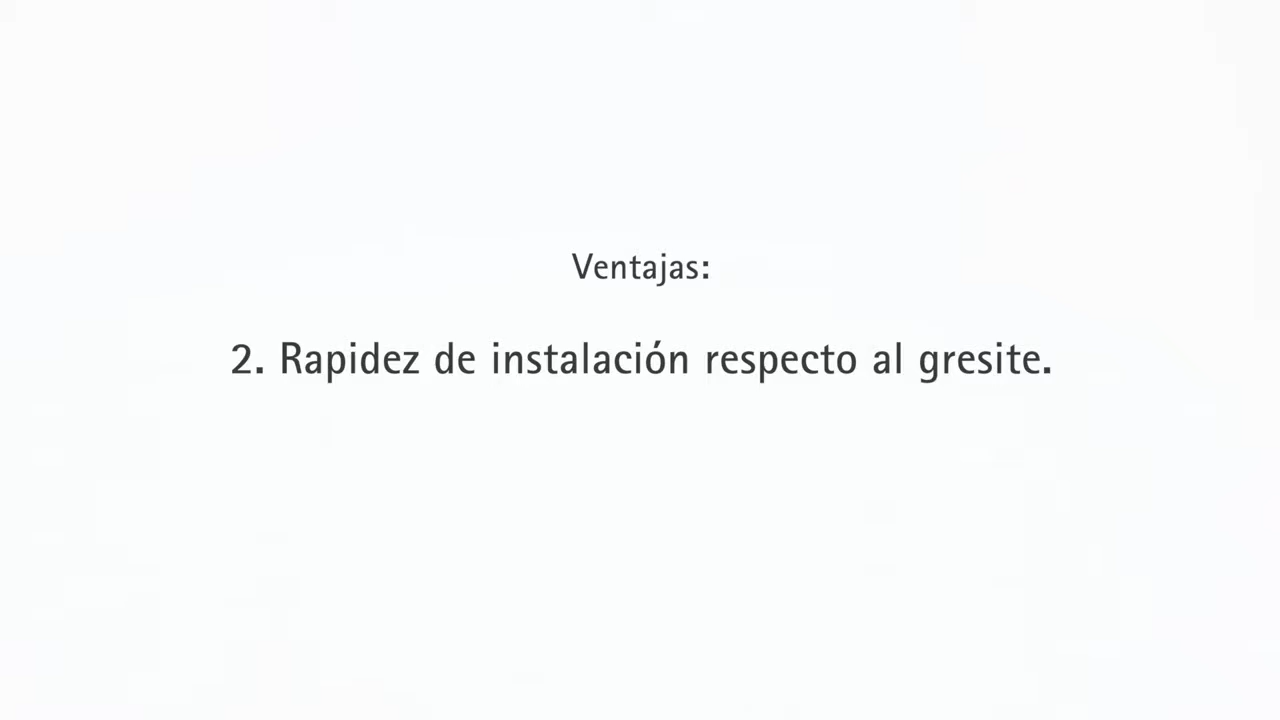 Ventajas:
2. Rapidez de instalación respecto al gresite.